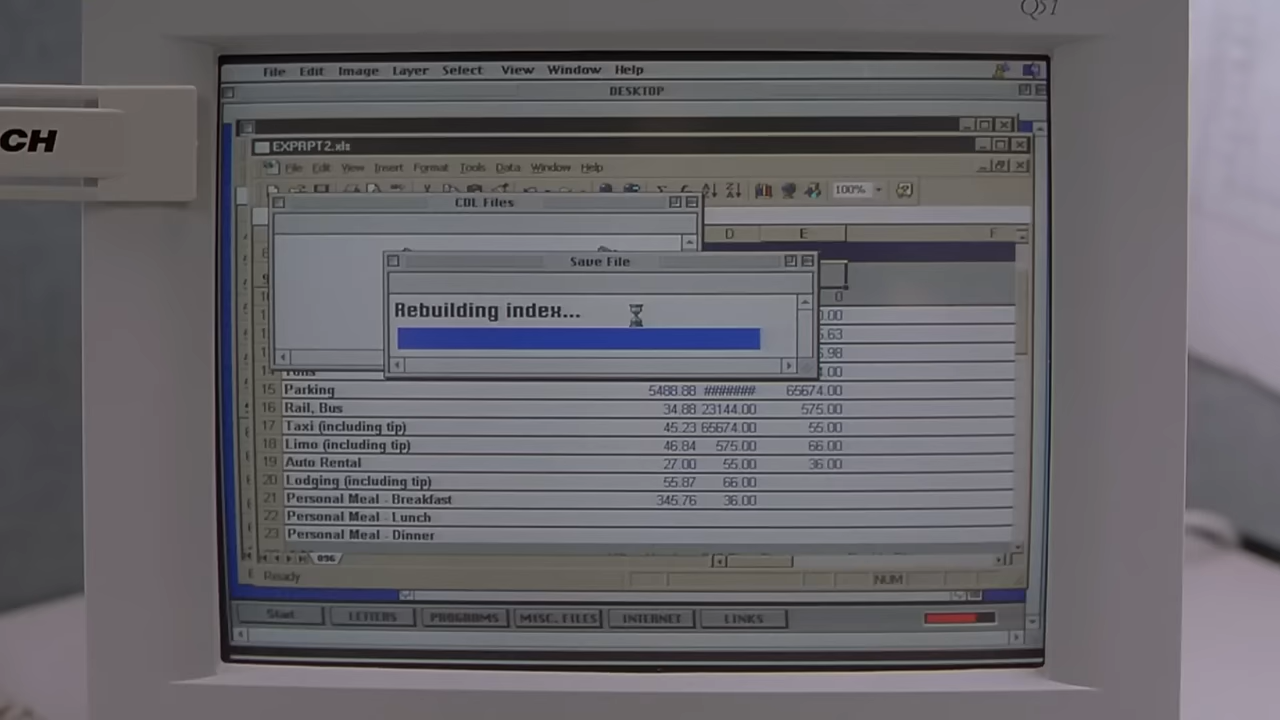 Q51
CH
File Edit Image Layer Select View Window Help
DESKTOP
EXPRPT2.xls
File Edit View Insert Format Tools Data Window Help
100%
CDL Files
D E F
Save File
Rebuilding index...
0
14 Tolls
15 Parking 5488.88 ####### 65674.00
16 Rail, Bus 34.88 23144.00 575.00
17 Taxi (including tip) 45.23 65674.00 55.00
18 Limo (including tip) 46.84 575.00 66.00
19 Auto Rental 27.00 55.00 36.00
20 Lodging (including tip) 55.87 66.00
21 Personal Meal - Breakfast 345.76 36.00
22 Personal Meal - Lunch
23 Personal Meal - Dinner
Ready NUM
Start LETTERS PROGRAMS MISC. FILES INTERNET LINKS